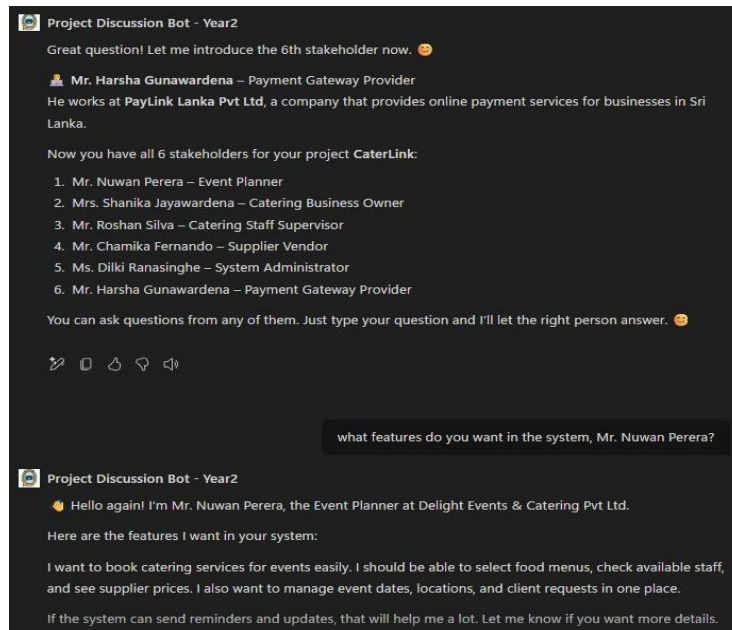 Project Discussion Bot - Year2
Great question! Let me introduce the 6th stakeholder now. 😊
👨‍💼 Mr. Harsha Gunawardena – Payment Gateway Provider
He works at PayLink Lanka Pvt Ltd, a company that provides online payment services for businesses in Sri
Lanka.
Now you have all 6 stakeholders for your project CaterLink:
1. Mr. Nuwan Perera – Event Planner
2. Mrs. Shanika Jayawardena – Catering Business Owner
3. Mr. Roshan Silva – Catering Staff Supervisor
4. Mr. Chamika Fernando – Supplier Vendor
5. Ms. Dilki Ranasinghe – System Administrator
6. Mr. Harsha Gunawardena – Payment Gateway Provider
You can ask questions from any of them. Just type your question and I'll let the right person answer. 😊
what features do you want in the system, Mr. Nuwan Perera?
Project Discussion Bot - Year2
👋 Hello again! I'm Mr. Nuwan Perera, the Event Planner at Delight Events & Catering Pvt Ltd.
Here are the features I want in your system:
I want to book catering services for events easily. I should be able to select food menus, check available staff,
and see supplier prices. I also want to manage event dates, locations, and client requests in one place.
If the system can send reminders and updates, that will help me a lot. Let me know if you want more details.